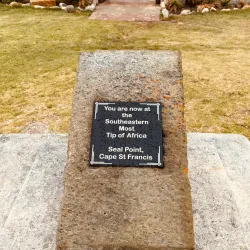 You are now at
the
Southeastern
Most
Tip of Africa
Seal Point,
Cape St Francis